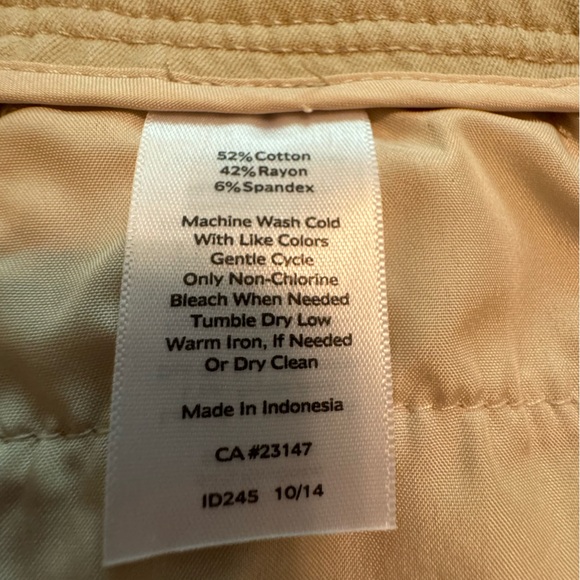 52% Cotton
42% Rayon
6% Spandex
Machine Wash Cold
With Like Colors
Gentle Cycle
Only Non-Chlorine
Bleach When Needed
Tumble Dry Low
Warm Iron, If Needed
Or Dry Clean
Made In Indonesia
CA #23147
ID245 10/14